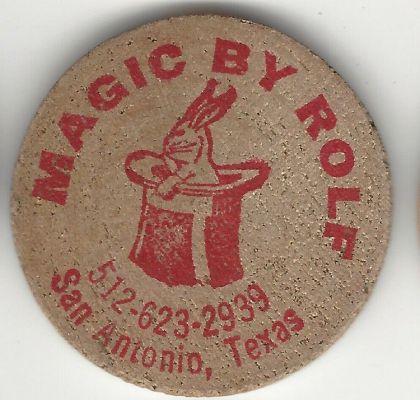 MAGIC BY ROLF
512-623-2939
San Antonio, Texas